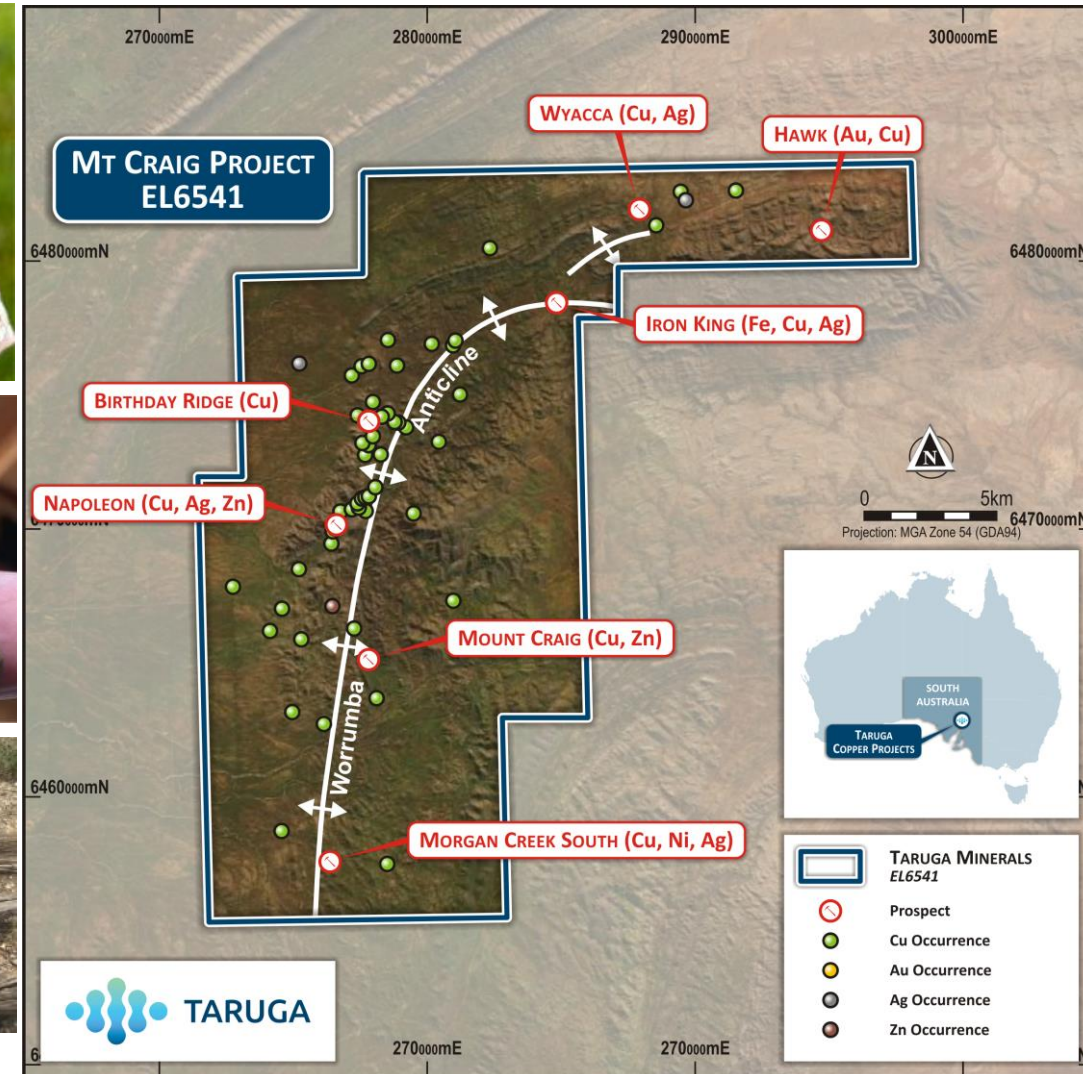 270000mE
280000mE
290000mE
300000mE
WYACCA (Cu, Ag)
HAWK (Au, Cu)
MT CRAIG PROJECT
EL6541
6480000mN
6480000mN
IRON KING (Fe, Cu, Ag)
Anticline
BIRTHDAY RIDGE (Cu)
N
NAPOLEON (Cu, Ag, Zn)
0
5km
6470000mN
Projection: MGA Zone 54 (GDA94)
MOUNT CRAIG (Cu, Zn)
Worrumba
SOUTH
AUSTRALIA
TARUGA
COPPER PROJECTS
6460000mN
MORGAN CREEK SOUTH (Cu, Ni, Ag)
TARUGA MINERALS
EL6541
Prospect
Cu Occurrence
Au Occurrence
Ag Occurrence
Zn Occurrence
TARUGA
270000mE
270000mE